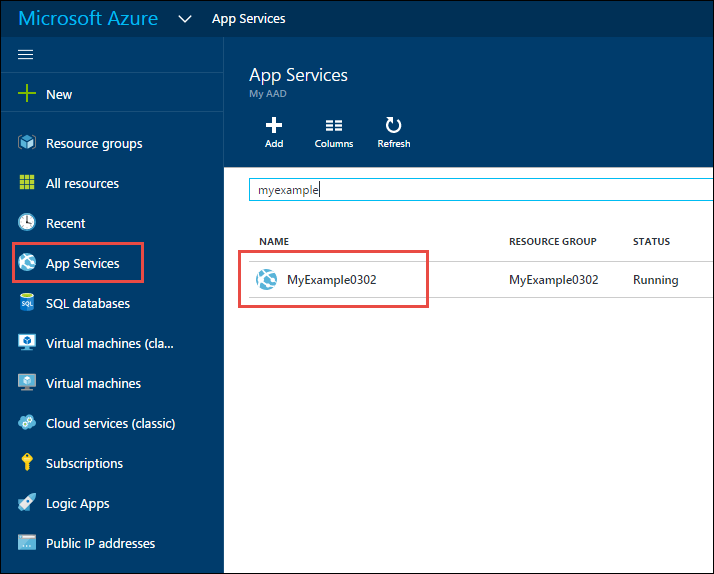 Microsoft Azure App Services
New
Resource groups
All resources
Recent
App Services
SQL databases
Virtual machines (cla...
Virtual machines
Cloud services (classic)
Subscriptions
Logic Apps
Public IP addresses
App Services
My AAD
Add Columns Refresh
myexample
NAME RESOURCE GROUP STATUS
MyExample0302 MyExample0302 Running
SQL